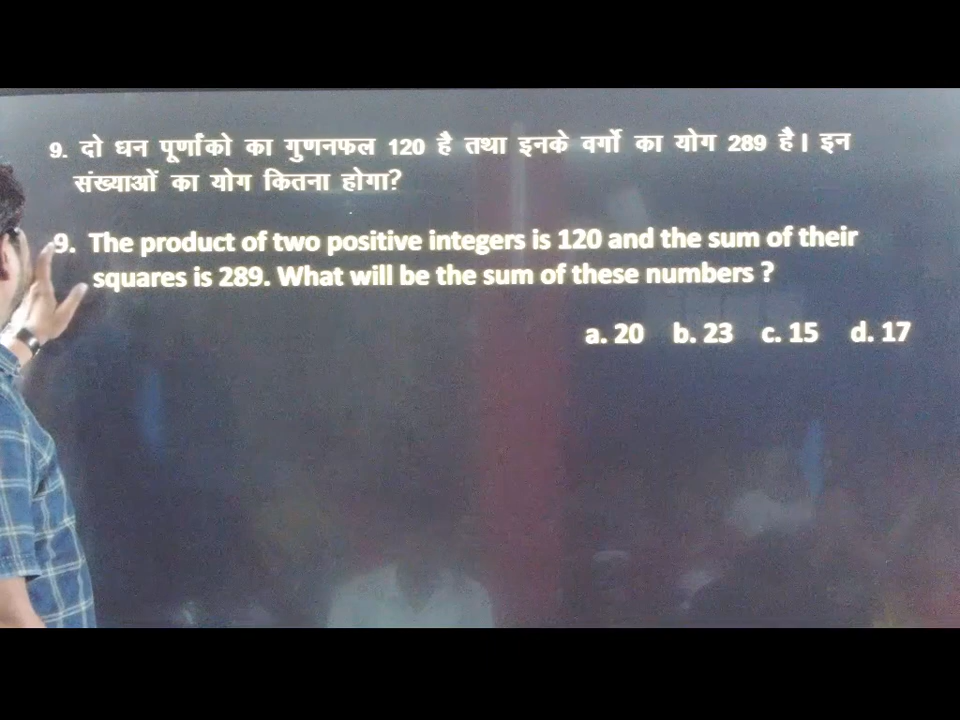 9. दो धन पूर्णांको का गुणनफल 120 है तथा इनके वर्गो का योग 289 है। इन
संख्याओं का योग कितना होगा?
9. The product of two positive integers is 120 and the sum of their
squares is 289. What will be the sum of these numbers ?
a. 20 b. 23 c. 15 d. 17